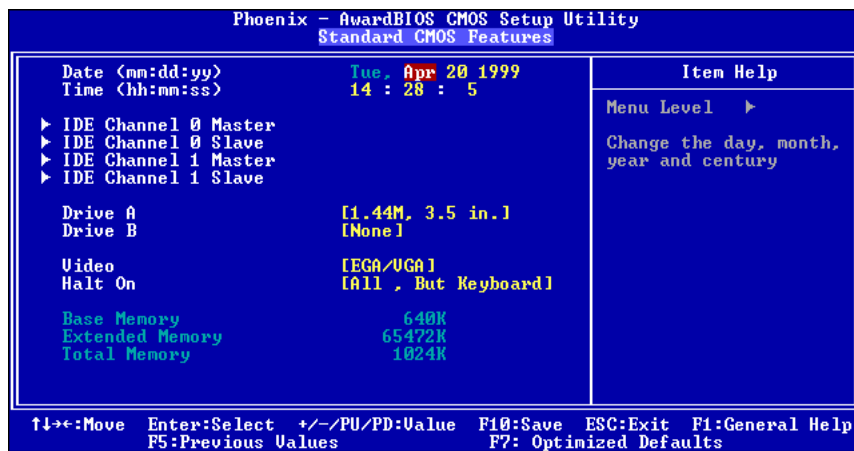 Phoenix - AwardBIOS CMOS Setup Utility
Standard CMOS Features
Date (mm:dd:yy) Tue, Apr 20 1999
Time (hh:mm:ss) 14 : 28 : 5
▶ IDE Channel 0 Master
▶ IDE Channel 0 Slave
▶ IDE Channel 1 Master
▶ IDE Channel 1 Slave
Drive A [1.44M, 3.5 in.]
Drive B [None]
Video [EGA/VGA]
Halt On [All , But Keyboard]
Base Memory 640K
Extended Memory 65472K
Total Memory 1024K
Item Help
Menu Level ▶
Change the day, month,
year and century
↑↓→←:Move Enter:Select +/-/PU/PD:Value F10:Save ESC:Exit F1:General Help
F5:Previous Values F7: Optimized Defaults